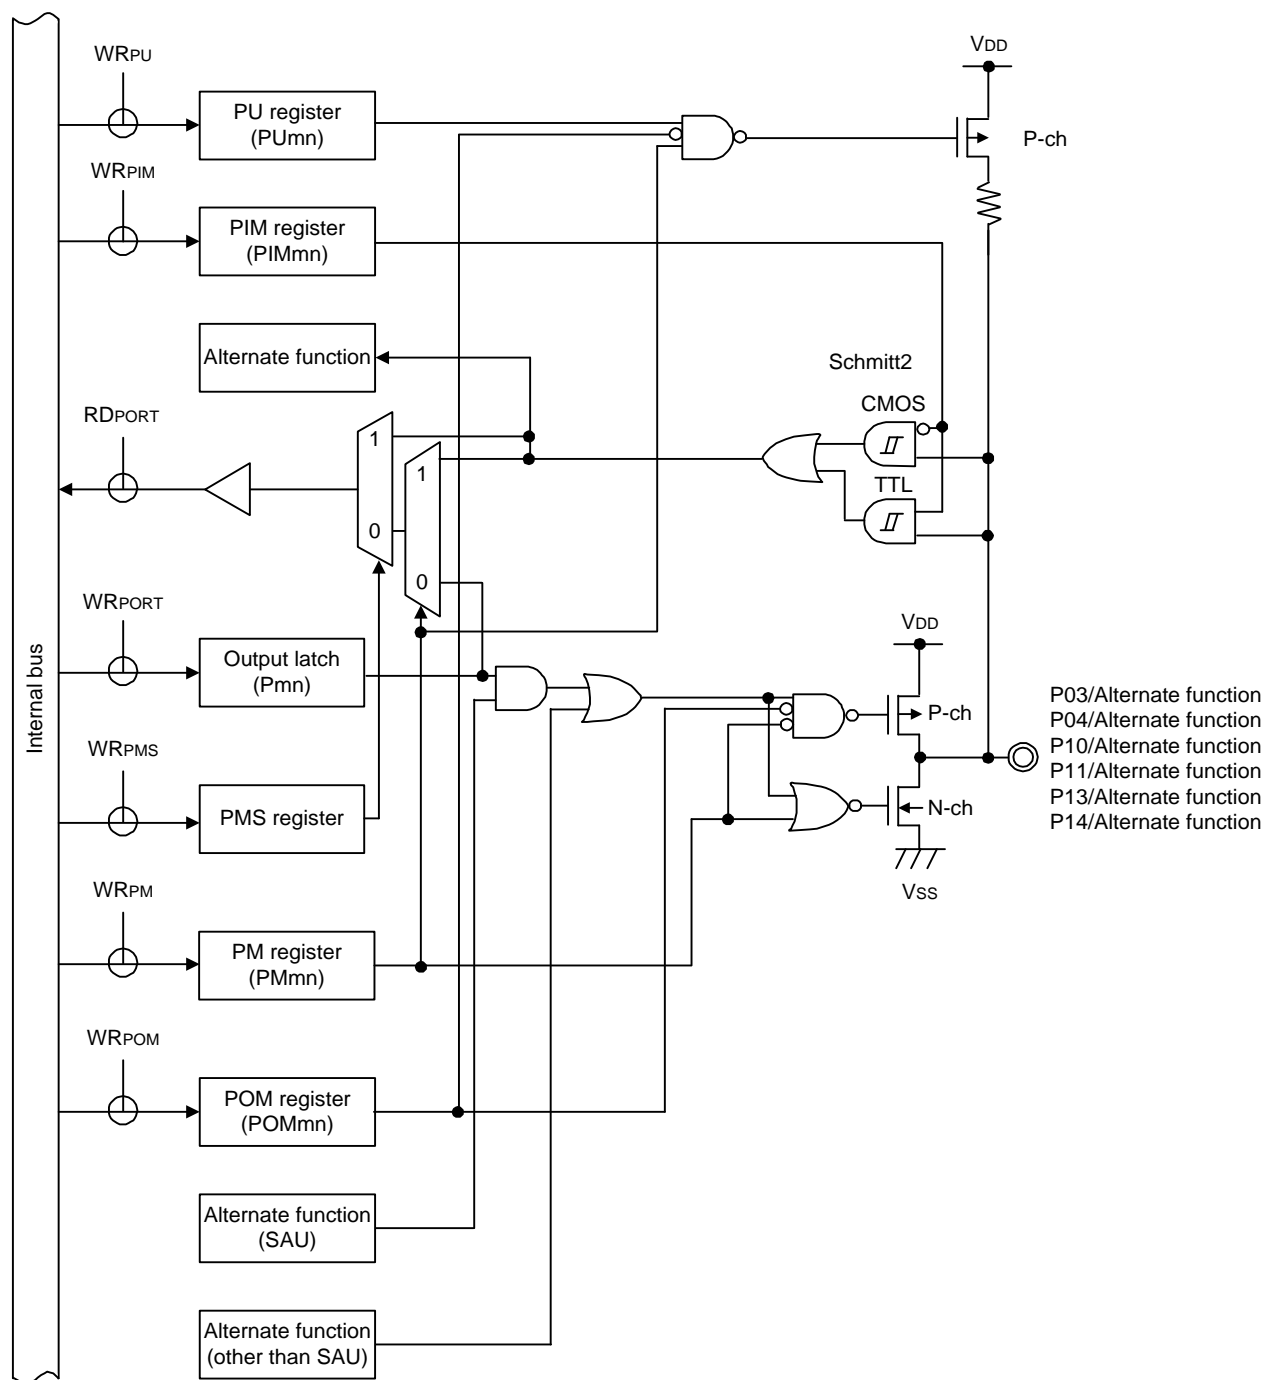 WRPU
VDD
PU register
(PUmn)
P-ch
WRPIM
PIM register
(PIMmn)
Alternate function
Schmitt2
CMOS
RDPORT
1
1
TTL
0
0
WRPORT
VDD
Output latch
(Pmn)
Internal bus
P-ch
P03/Alternate function
P04/Alternate function
P10/Alternate function
P11/Alternate function
P13/Alternate function
P14/Alternate function
WRPMS
PMS register
N-ch
VSS
WRPM
PM register
(PMmn)
WRPOM
POM register
(POMmn)
Alternate function
(SAU)
Alternate function
(other than SAU)